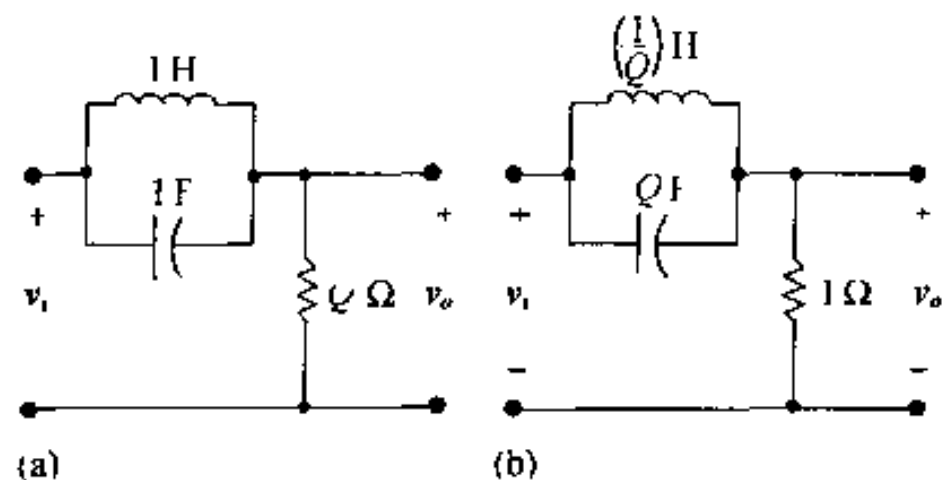 1 H
1 F
+
+
v_i
Q Ω
v_o
(a)
(1/Q) H
Q F
+
+
v_i
1 Ω
v_o
−
−
(b)